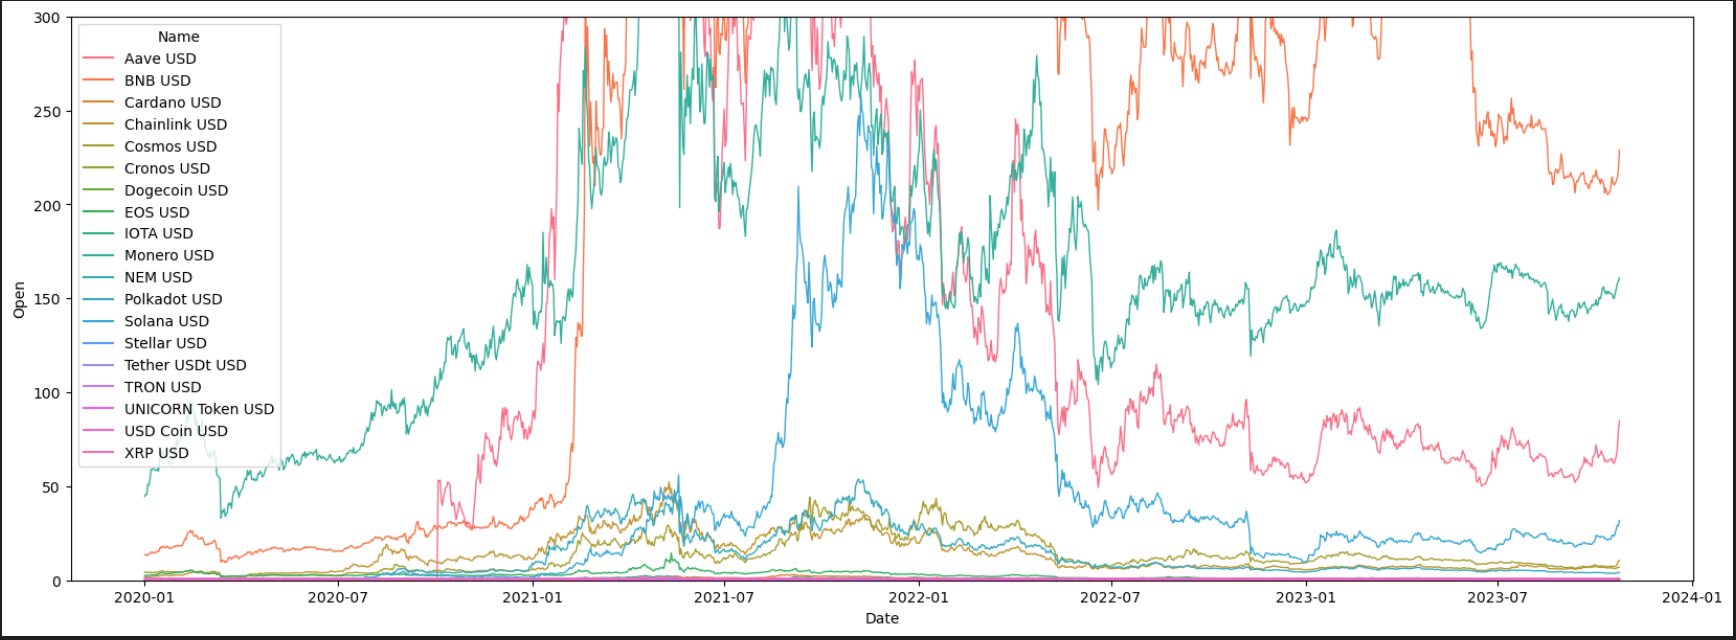 300
250
200
150
100
50
0
Open
Name
Aave USD
BNB USD
Cardano USD
Chainlink USD
Cosmos USD
Cronos USD
Dogecoin USD
EOS USD
IOTA USD
Monero USD
NEM USD
Polkadot USD
Solana USD
Stellar USD
Tether USDt USD
TRON USD
UNICORN Token USD
USD Coin USD
XRP USD
2020-01 2020-07 2021-01 2021-07 2022-01 2022-07 2023-01 2023-07 2024-01
Date